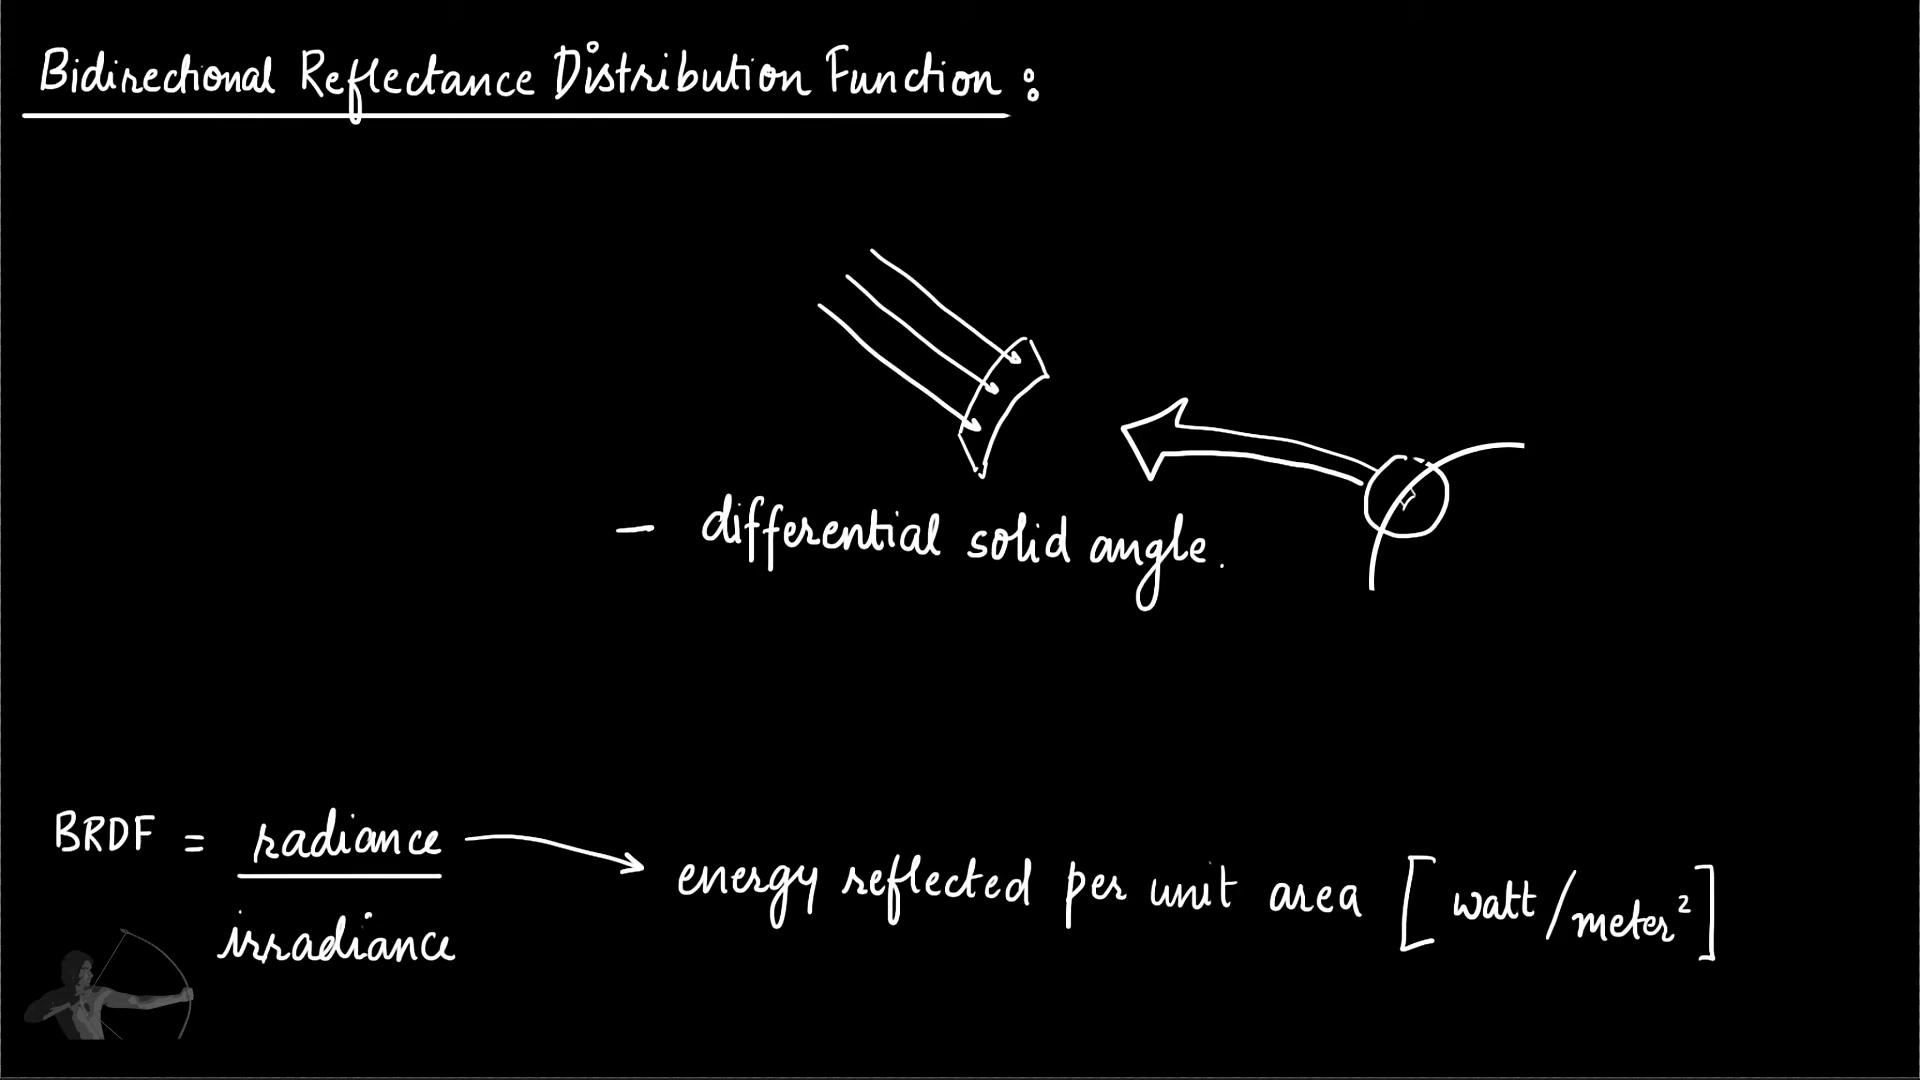 Bidirectional Reflectance Distribution Function :
– differential solid angle.
BRDF = radiance
irradiance
energy reflected per unit area [watt/meter²]